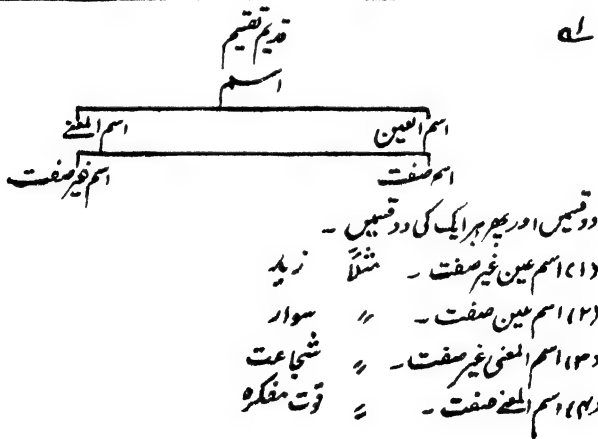 قدیم تقسیم
اسم
اسم العین اسم المعنے
اسم صفت اسم غیر صفت
دو قسمیں اور پھر ہر ایک کی دو قسمیں ۔
(۱) اسم عین غیر صفت ۔ مثلاً زید
(۲) اسم عین صفت ۔ 〃 سوار
(۳) اسم المعنی غیر صفت ۔ 〃 شجاعت
(۴) اسم المعنے صفت ۔ 〃 قوت مفکرہ